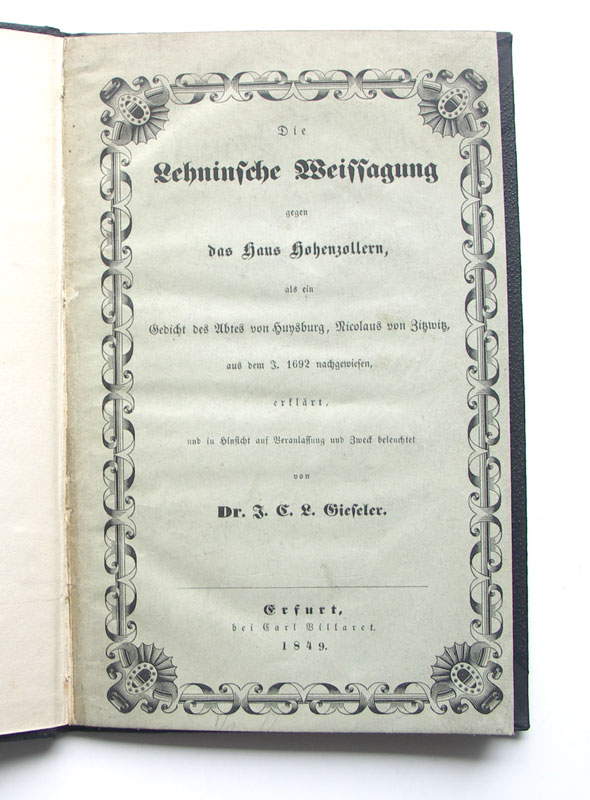 Die
Lehninsche Weissagung
gegen
das Haus Hohenzollern,
als ein
Gedicht des Abtes von Huysburg, Nicolaus von Zitzwitz,
aus dem J. 1692 nachgewiesen,
erklärt,
und in Hinsicht auf Veranlassung und Zweck beleuchtet
von
Dr. J. C. L. Gieseler.
Erfurt,
bei Carl Villaret.
1849.